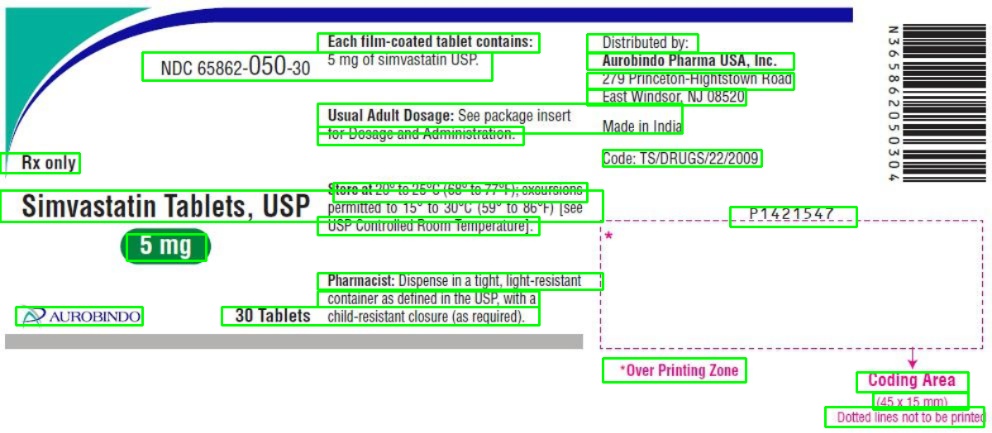 NDC 65862-050-30
Rx only
Simvastatin Tablets, USP
5 mg
AUROBINDO
30 Tablets
Each film-coated tablet contains:
5 mg of simvastatin USP.
Usual Adult Dosage: See package insert
for Dosage and Administration.
Store at 20° to 25°C (68° to 77°F); excursions
permitted to 15° to 30°C (59° to 86°F) [see
USP Controlled Room Temperature].
Pharmacist: Dispense in a tight, light-resistant
container as defined in the USP, with a
child-resistant closure (as required).
Distributed by:
Aurobindo Pharma USA, Inc.
279 Princeton-Hightstown Road
East Windsor, NJ 08520
Made in India
Code: TS/DRUGS/22/2009
N365862050304
P1421547
*
*Over Printing Zone
Coding Area
(45 x 15 mm)
Dotted lines not to be printed